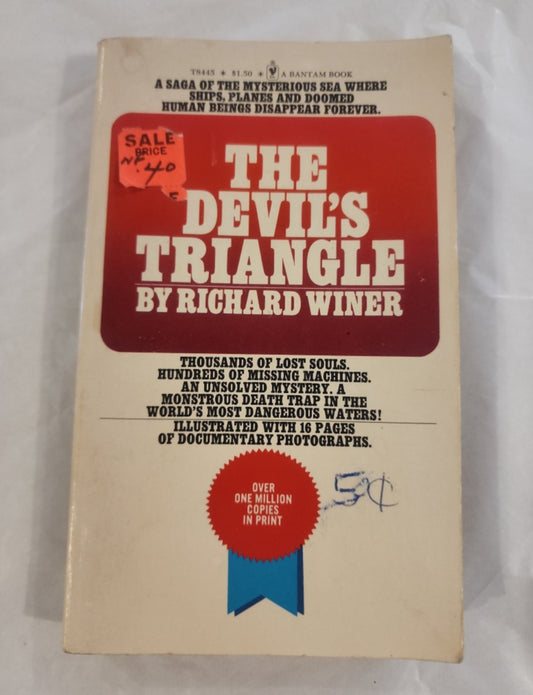 T8445 * $1.50 * A BANTAM BOOK
A SAGA OF THE MYSTERIOUS SEA WHERE
SHIPS, PLANES AND DOOMED
HUMAN BEINGS DISAPPEAR FOREVER.
SALE
PRICE
NF .40
THE
DEVIL'S
TRIANGLE
BY RICHARD WINER
THOUSANDS OF LOST SOULS.
HUNDREDS OF MISSING MACHINES.
AN UNSOLVED MYSTERY. A
MONSTROUS DEATH TRAP IN THE
WORLD'S MOST DANGEROUS WATERS!
ILLUSTRATED WITH 16 PAGES
OF DOCUMENTARY PHOTOGRAPHS.
OVER
ONE MILLION
COPIES
IN PRINT
5¢